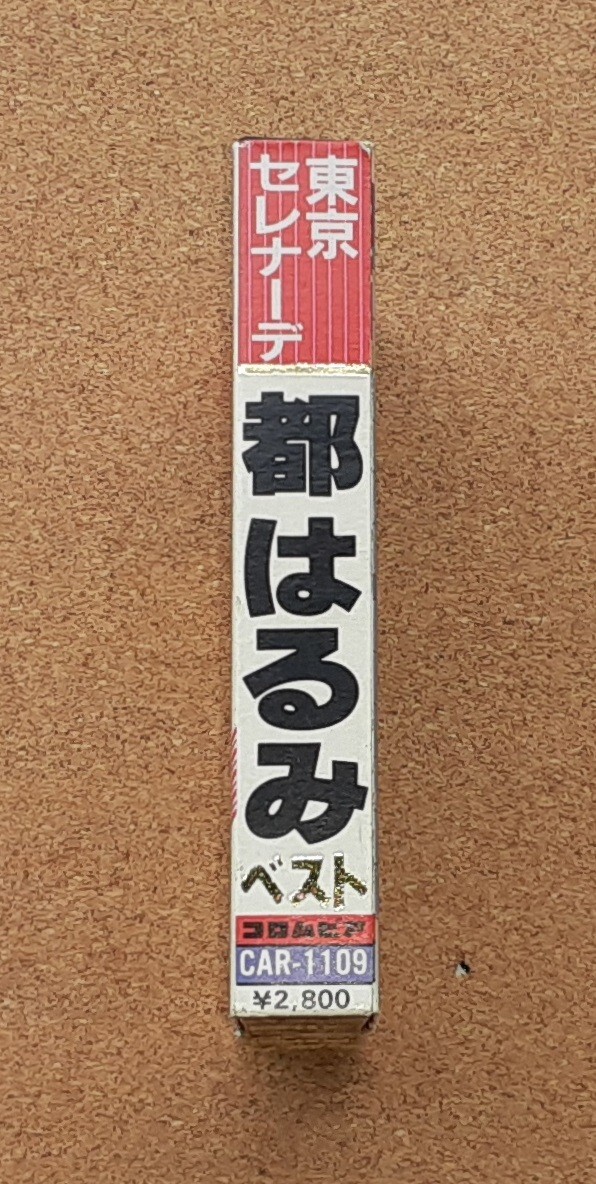 東京
セレナーデ
都はるみ
ベスト
コロムビア
CAR-1109
¥2,800